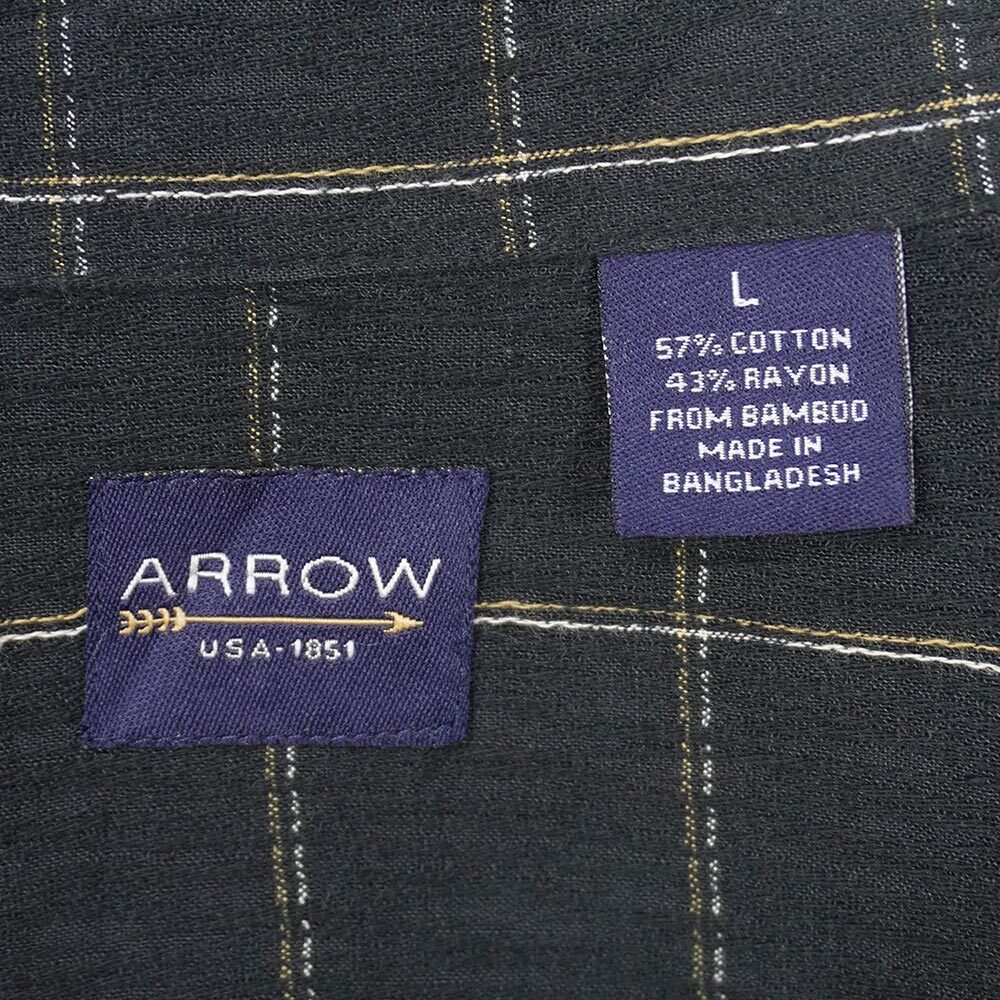 L
57% COTTON
43% RAYON
FROM BAMBOO
MADE IN
BANGLADESH
ARROW
USA-1851